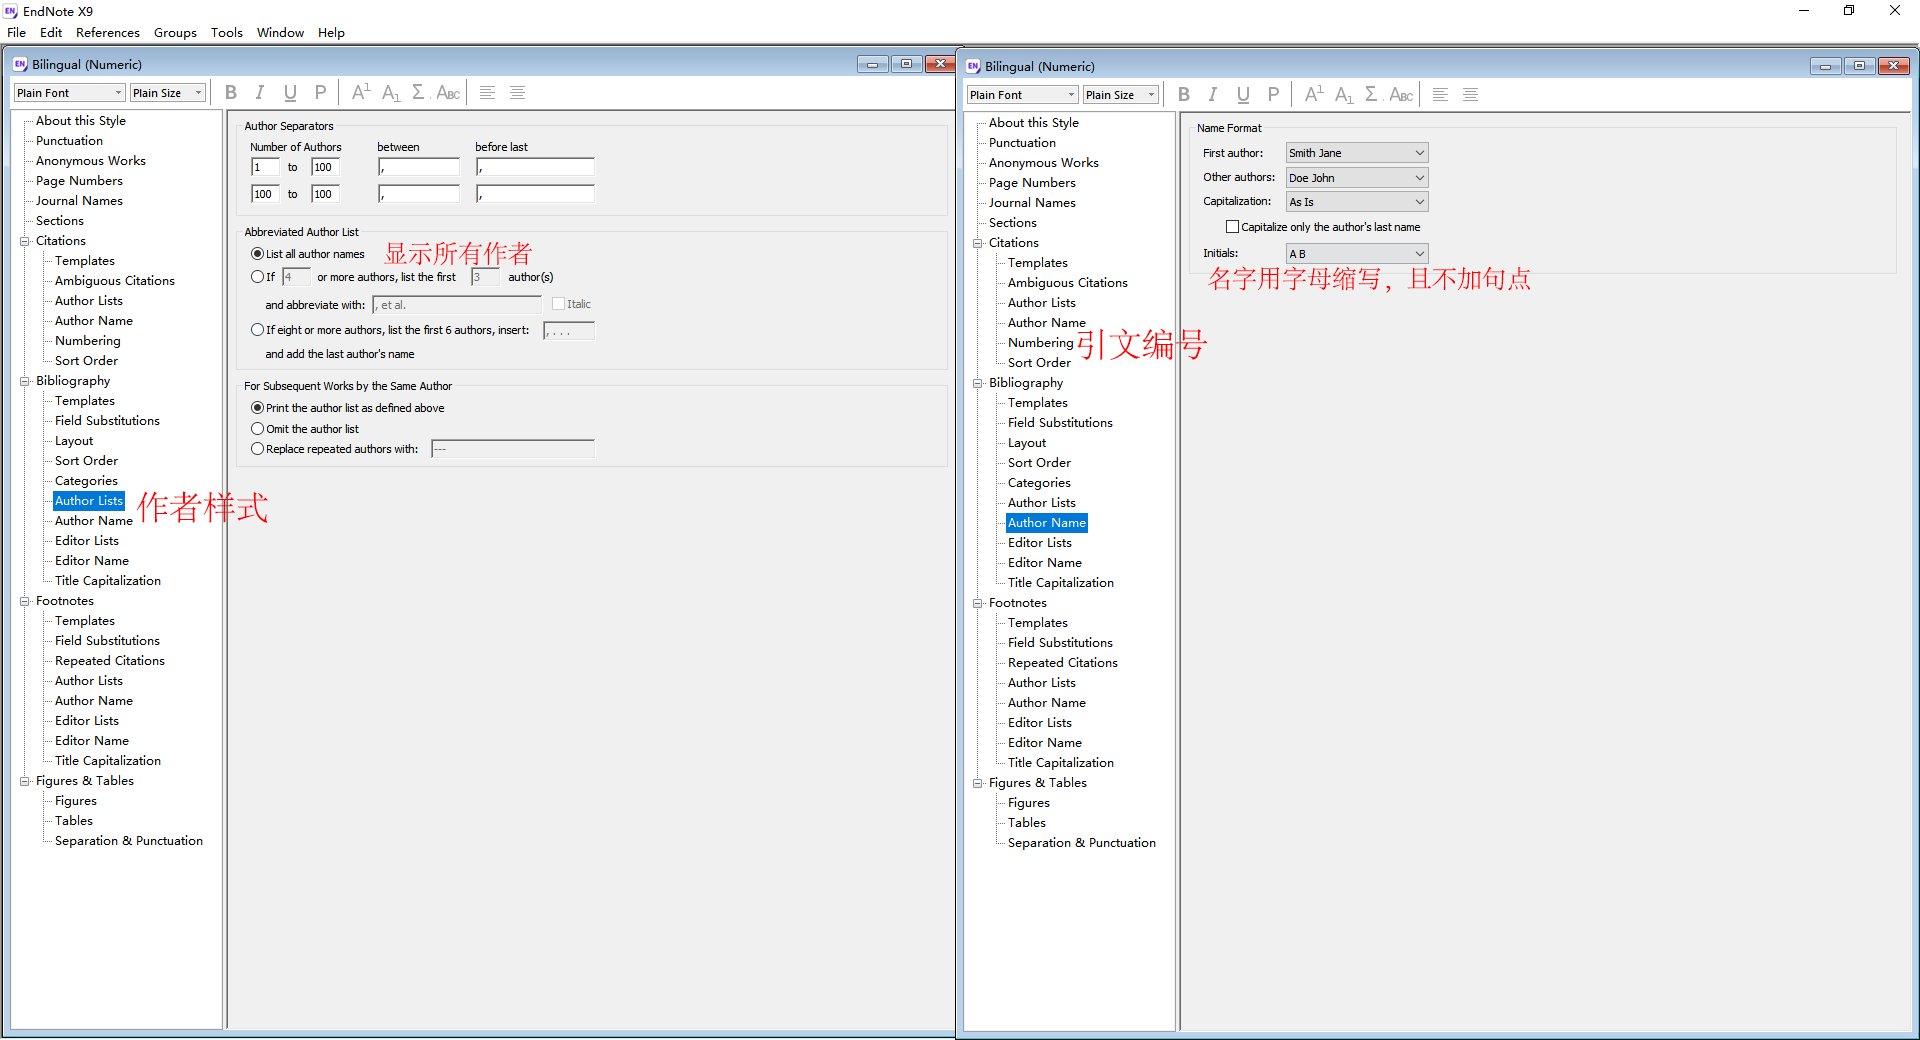 EndNote X9
File Edit References Groups Tools Window Help
Bilingual (Numeric)
Plain Font Plain Size B I U P A1 A1 Σ ABC
About this Style
Punctuation
Anonymous Works
Page Numbers
Journal Names
Sections
Citations
Templates
Ambiguous Citations
Author Lists
Author Name
Numbering
Sort Order
Bibliography
Templates
Field Substitutions
Layout
Sort Order
Categories
Author Lists 作者样式
Author Name
Editor Lists
Editor Name
Title Capitalization
Footnotes
Templates
Field Substitutions
Repeated Citations
Author Lists
Author Name
Editor Lists
Editor Name
Title Capitalization
Figures & Tables
Figures
Tables
Separation & Punctuation
Author Separators
Number of Authors between before last
1 to 100 , ,
100 to 100 , ,
Abbreviated Author List
List all author names 显示所有作者
If 4 or more authors, list the first 3 author(s)
and abbreviate with: , et al. Italic
If eight or more authors, list the first 6 authors, insert: , . . .
and add the last author's name
For Subsequent Works by the Same Author
Print the author list as defined above
Omit the author list
Replace repeated authors with: ---
Bilingual (Numeric)
Plain Font Plain Size B I U P A1 A1 Σ ABC
About this Style
Punctuation
Anonymous Works
Page Numbers
Journal Names
Sections
Citations
Templates
Ambiguous Citations
Author Lists
Author Name
Numbering 引文编号
Sort Order
Bibliography
Templates
Field Substitutions
Layout
Sort Order
Categories
Author Lists
Author Name
Editor Lists
Editor Name
Title Capitalization
Footnotes
Templates
Field Substitutions
Repeated Citations
Author Lists
Author Name
Editor Lists
Editor Name
Title Capitalization
Figures & Tables
Figures
Tables
Separation & Punctuation
Name Format
First author: Smith Jane
Other authors: Doe John
Capitalization: As Is
Capitalize only the author's last name
Initials: A B
名字用字母缩写，且不加句点